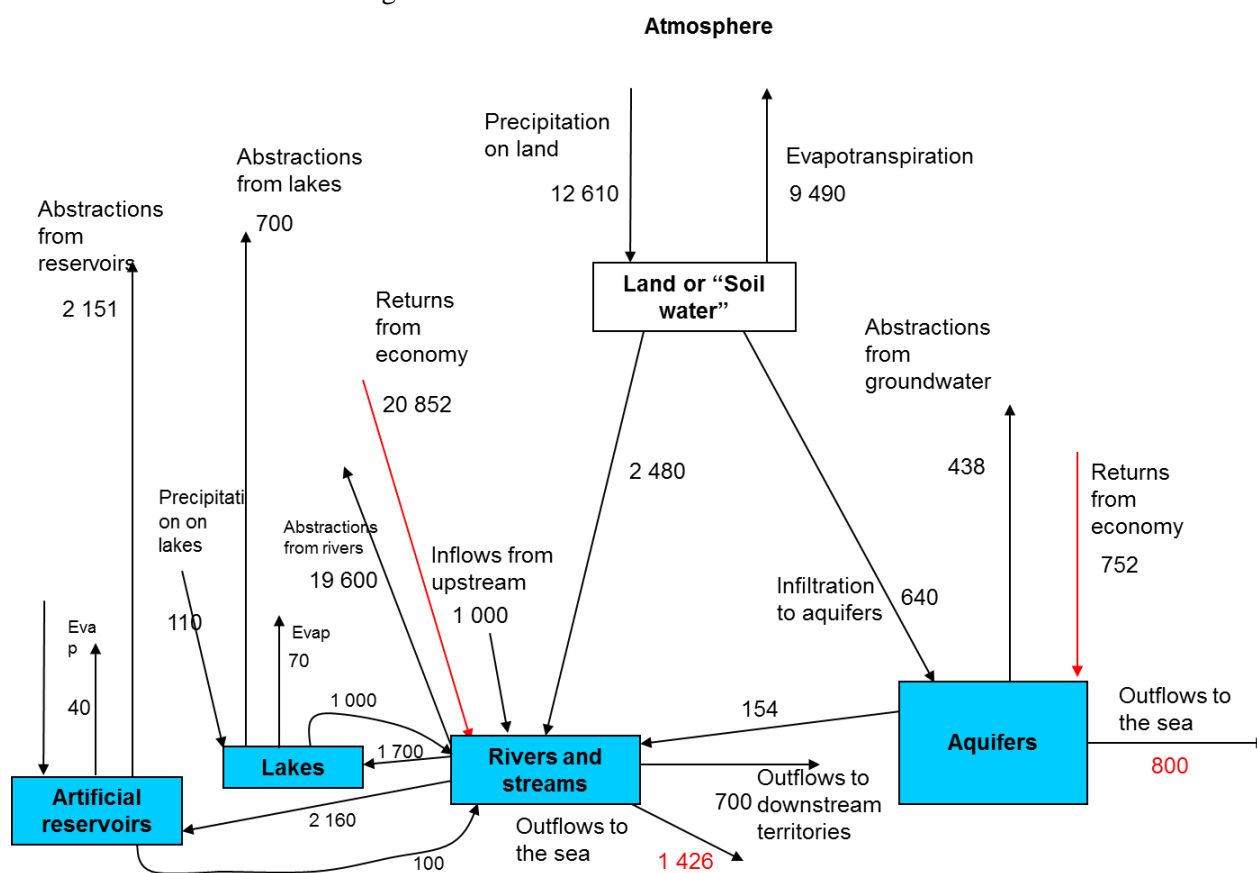 Atmosphere
Precipitation
on land
12 610
Evapotranspiration
9 490
Abstractions
from lakes
700
Abstractions
from
reservoirs
2 151
Land or “Soil
water”
Returns
from
economy
20 852
Abstractions
from
groundwater
438
2 480
Returns
from
economy
752
Precipitati
on on
lakes
110
Abstractions
from rivers
19 600
Inflows from
upstream
1 000
Infiltration
to aquifers
640
Eva
p
40
Evap
70
1 000
154
Outflows to
the sea
800
Aquifers
Lakes
1 700
Rivers and
streams
Artificial
reservoirs
2 160
100
Outflows to
the sea
1 426
700
Outflows to
downstream
territories